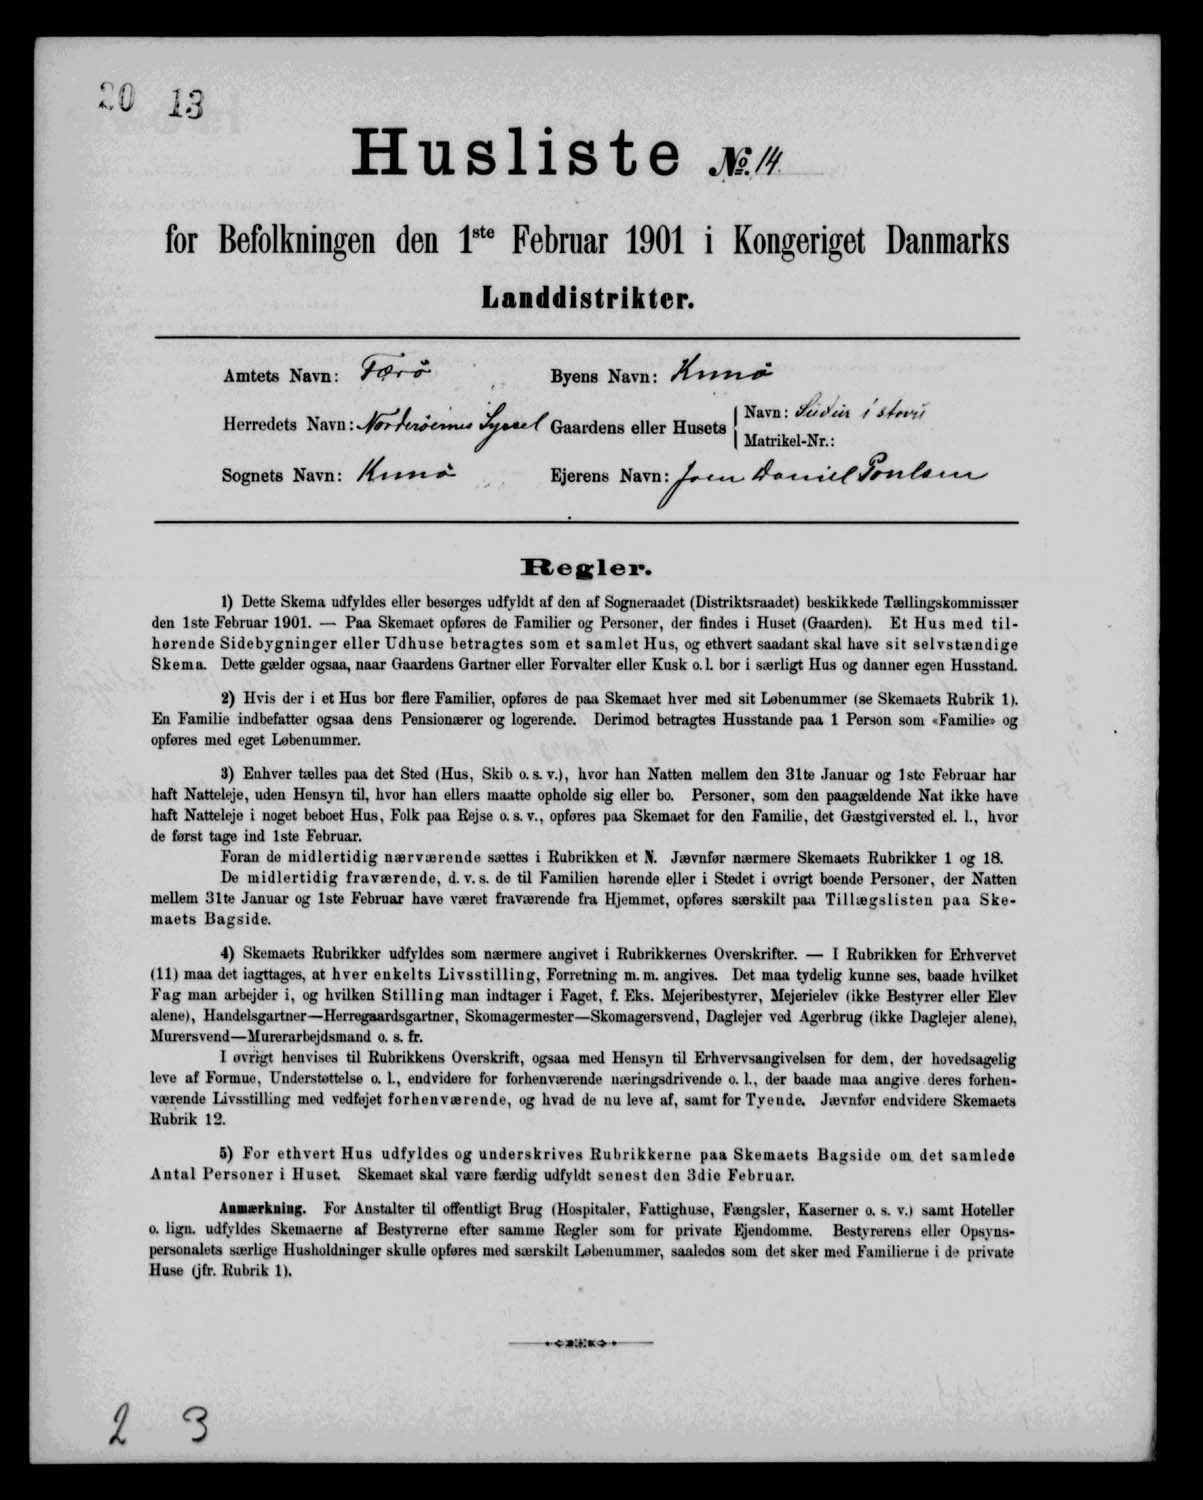 20 13
Husliste №. 14.
for Befolkningen den 1ste Februar 1901 i Kongeriget Danmarks
Landdistrikter.
Amtets Navn: Færö Byens Navn: Kunö
Herredets Navn: Norderöernes Syssel Gaardens eller Husets Navn: Sudur i stovu
Matrikel-Nr.:
Sognets Navn: Kunö Ejerens Navn: Joen Daniel Poulsen
Regler.
1) Dette Skema udfyldes eller besørges udfyldt af den af Sogneraadet (Distriktsraadet) beskikkede Tællingskommissær
den 1ste Februar 1901. — Paa Skemaet opføres de Familier og Personer, der findes i Huset (Gaarden). Et Hus med til-
hørende Sidebygninger eller Udhuse betragtes som et samlet Hus, og ethvert saadant skal have sit selvstændige
Skema. Dette gælder ogsaa, naar Gaardens Gartner eller Forvalter eller Kusk o. l. bor i særligt Hus og danner egen Husstand.
2) Hvis der i et Hus bor flere Familier, opføres de paa Skemaet hver med sit Løbenummer (se Skemaets Rubrik 1).
En Familie indbefatter ogsaa dens Pensionærer og logerende. Derimod betragtes Husstande paa 1 Person som «Familie» og
opføres med eget Løbenummer.
3) Enhver tælles paa det Sted (Hus, Skib o. s. v.), hvor han Natten mellem den 31te Januar og 1ste Februar har
haft Natteleje, uden Hensyn til, hvor han ellers maatte opholde sig eller bo. Personer, som den paagældende Nat ikke have
haft Natteleje i noget beboet Hus, Folk paa Rejse o. s. v., opføres paa Skemaet for den Familie, det Gæstgiversted el. l., hvor
de først tage ind 1ste Februar.
Foran de midlertidig nærværende sættes i Rubrikken et N. Jævnfør nærmere Skemaets Rubrikker 1 og 18.
De midlertidig fraværende, d. v. s. de til Familien hørende eller i Stedet i øvrigt boende Personer, der Natten
mellem 31te Januar og 1ste Februar have været fraværende fra Hjemmet, opføres særskilt paa Tillægslisten paa Ske-
maets Bagside.
4) Skemaets Rubrikker udfyldes som nærmere angivet i Rubrikkernes Overskrifter. — I Rubrikken for Erhvervet
(11) maa det iagttages, at hver enkelts Livsstilling, Forretning m. m. angives. Det maa tydelig kunne ses, baade hvilket
Fag man arbejder i, og hvilken Stilling man indtager i Faget, f. Eks. Mejeribestyrer, Mejerielev (ikke Bestyrer eller Elev
alene), Handelsgartner—Herregaardsgartner, Skomagermester—Skomagersvend, Daglejer ved Agerbrug (ikke Daglejer alene),
Murersvend—Murerarbejdsmand o. s. fr.
I øvrigt henvises til Rubrikkens Overskrift, ogsaa med Hensyn til Erhvervsangivelsen for dem, der hovedsagelig
leve af Formue, Understøttelse o. l., endvidere for forhenværende næringsdrivende o. l., der baade maa angive deres forhen-
værende Livsstilling med vedføjet forhenværende, og hvad de nu leve af, samt for Tyende. Jævnfør endvidere Skemaets
Rubrik 12.
5) For ethvert Hus udfyldes og underskrives Rubrikkerne paa Skemaets Bagside om det samlede
Antal Personer i Huset. Skemaet skal være færdig udfyldt senest den 3die Februar.
Anmærkning. For Anstalter til offentligt Brug (Hospitaler, Fattighuse, Fængsler, Kaserner o. s. v.) samt Hoteller
o. lign. udfyldes Skemaerne af Bestyrerne efter samme Regler som for private Ejendomme. Bestyrerens eller Opsyns-
personalets særlige Husholdninger skulle opføres med særskilt Løbenummer, saaledes som det sker med Familierne i de private
Huse (jfr. Rubrik 1).
2 3